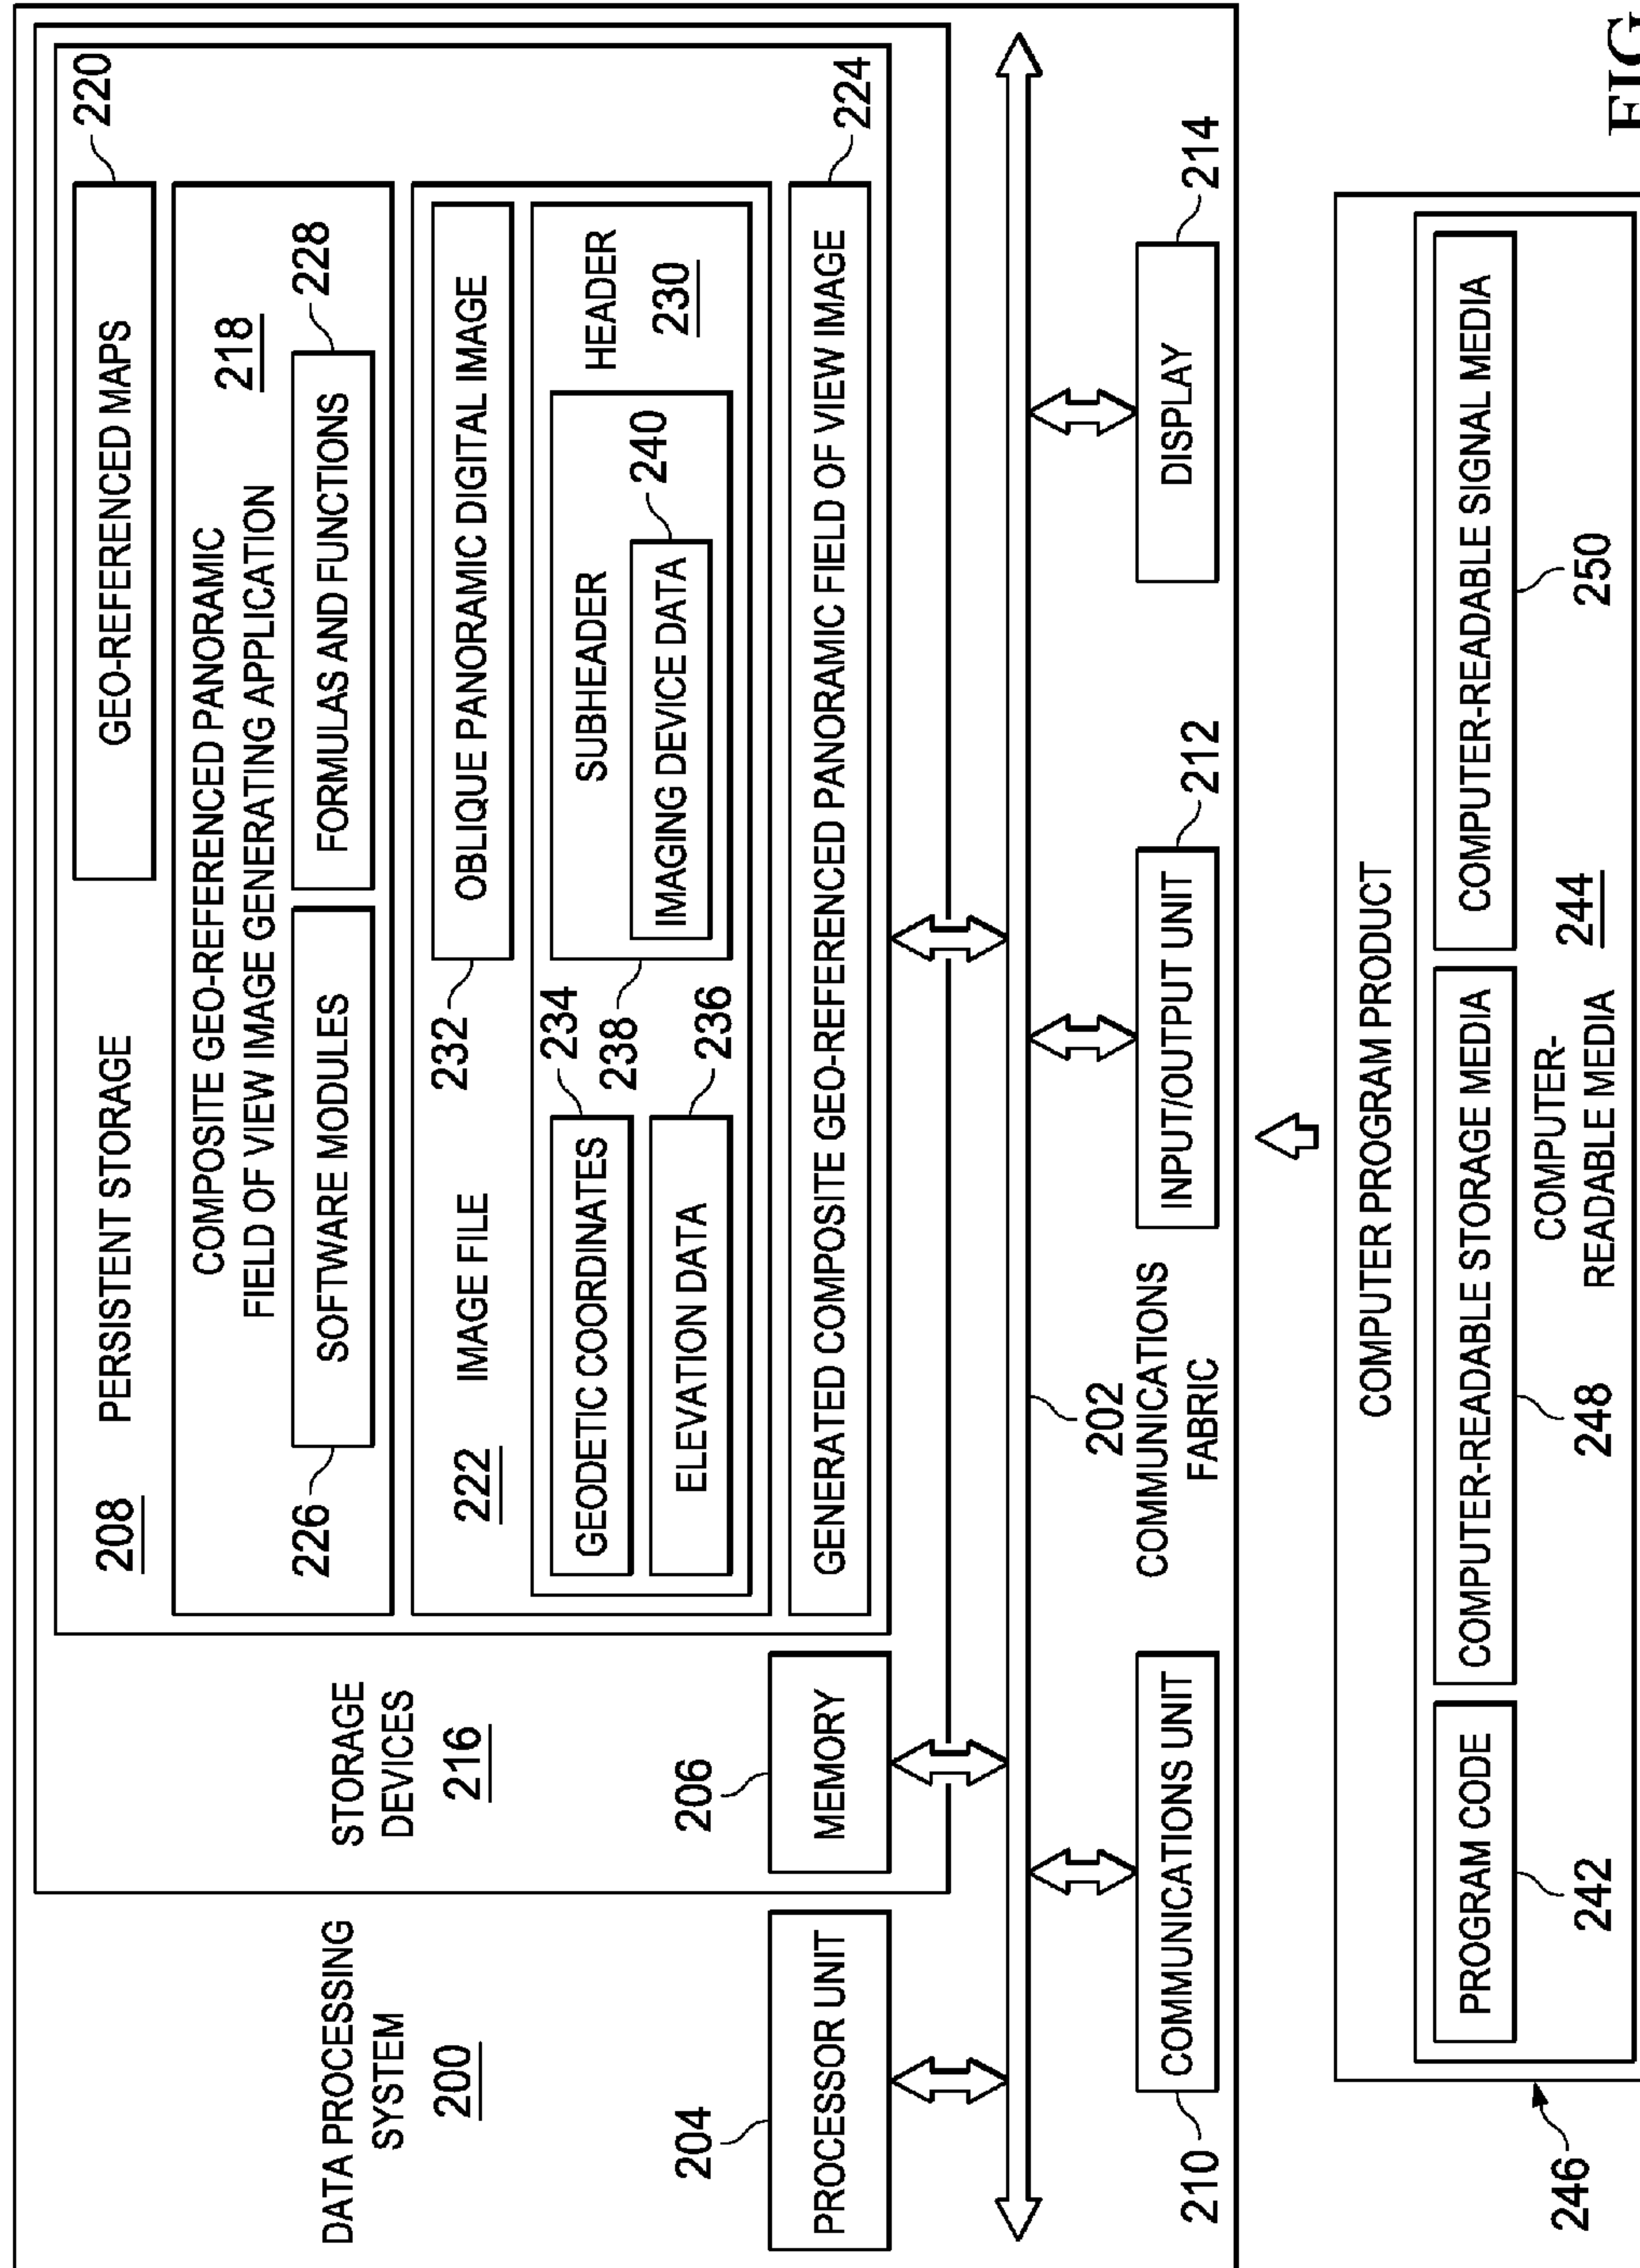 DATA PROCESSING
SYSTEM
200
STORAGE
DEVICES
216
208
PERSISTENT STORAGE
GEO-REFERENCED MAPS
220
COMPOSITE GEO-REFERENCED PANORAMIC
FIELD OF VIEW IMAGE GENERATING APPLICATION
218
226
SOFTWARE MODULES
FORMULAS AND FUNCTIONS
228
222
IMAGE FILE
232
OBLIQUE PANORAMIC DIGITAL IMAGE
GEODETIC COORDINATES
234
238
SUBHEADER
HEADER
230
ELEVATION DATA
236
IMAGING DEVICE DATA
240
GENERATED COMPOSITE GEO-REFERENCED PANORAMIC FIELD OF VIEW IMAGE
224
204
PROCESSOR UNIT
206
MEMORY
202
COMMUNICATIONS
FABRIC
210
COMMUNICATIONS UNIT
INPUT/OUTPUT UNIT
212
DISPLAY
214
COMPUTER PROGRAM PRODUCT
PROGRAM CODE
242
COMPUTER-READABLE STORAGE MEDIA
248
COMPUTER-READABLE SIGNAL MEDIA
250
COMPUTER-
READABLE MEDIA
244
246
FIG